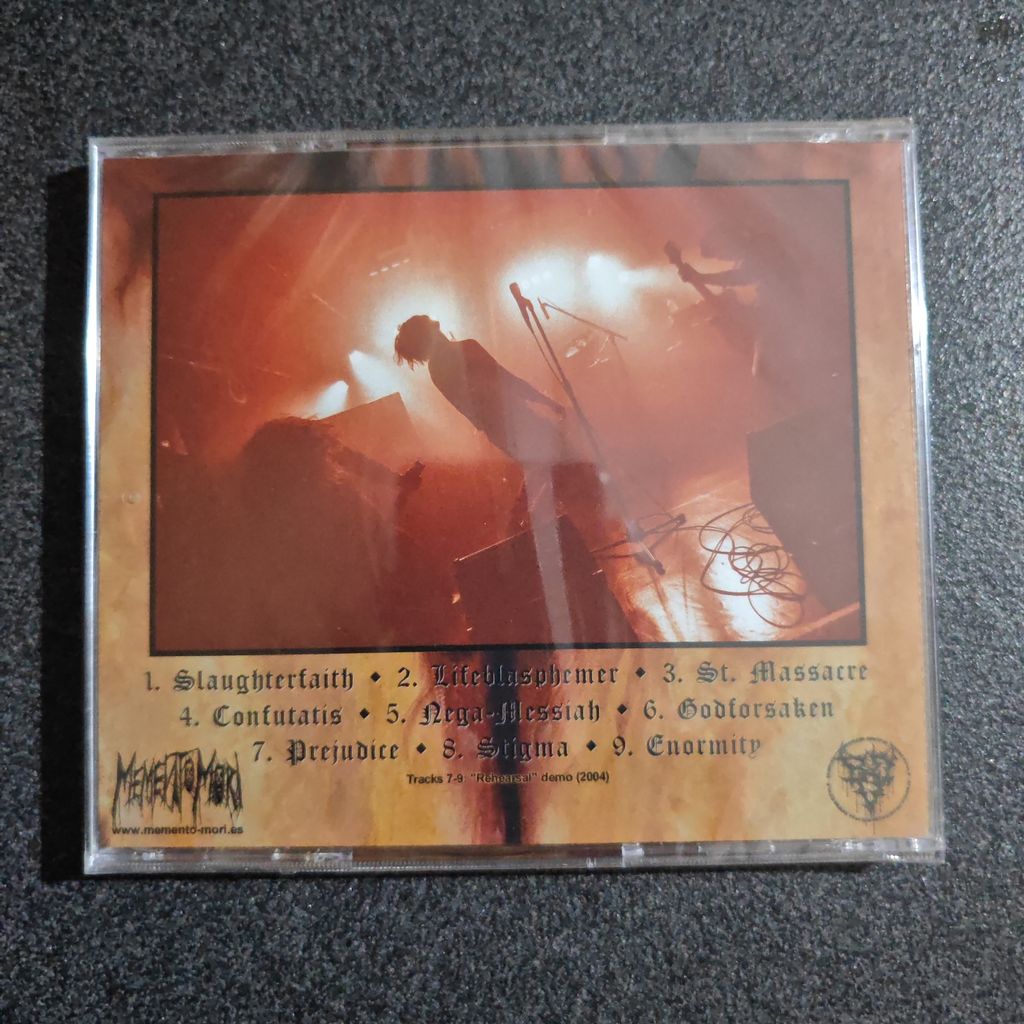 1. Slaughterfaith • 2. Lifeblasphemer • 3. St. Massacre
4. Confutatis • 5. Nega-Messiah • 6. Godforsaken
7. Prejudice • 8. Stigma • 9. Enormity
Tracks 7-9: "Rehearsal" demo (2004)
MEMENTO MORI
www.memento-mori.es